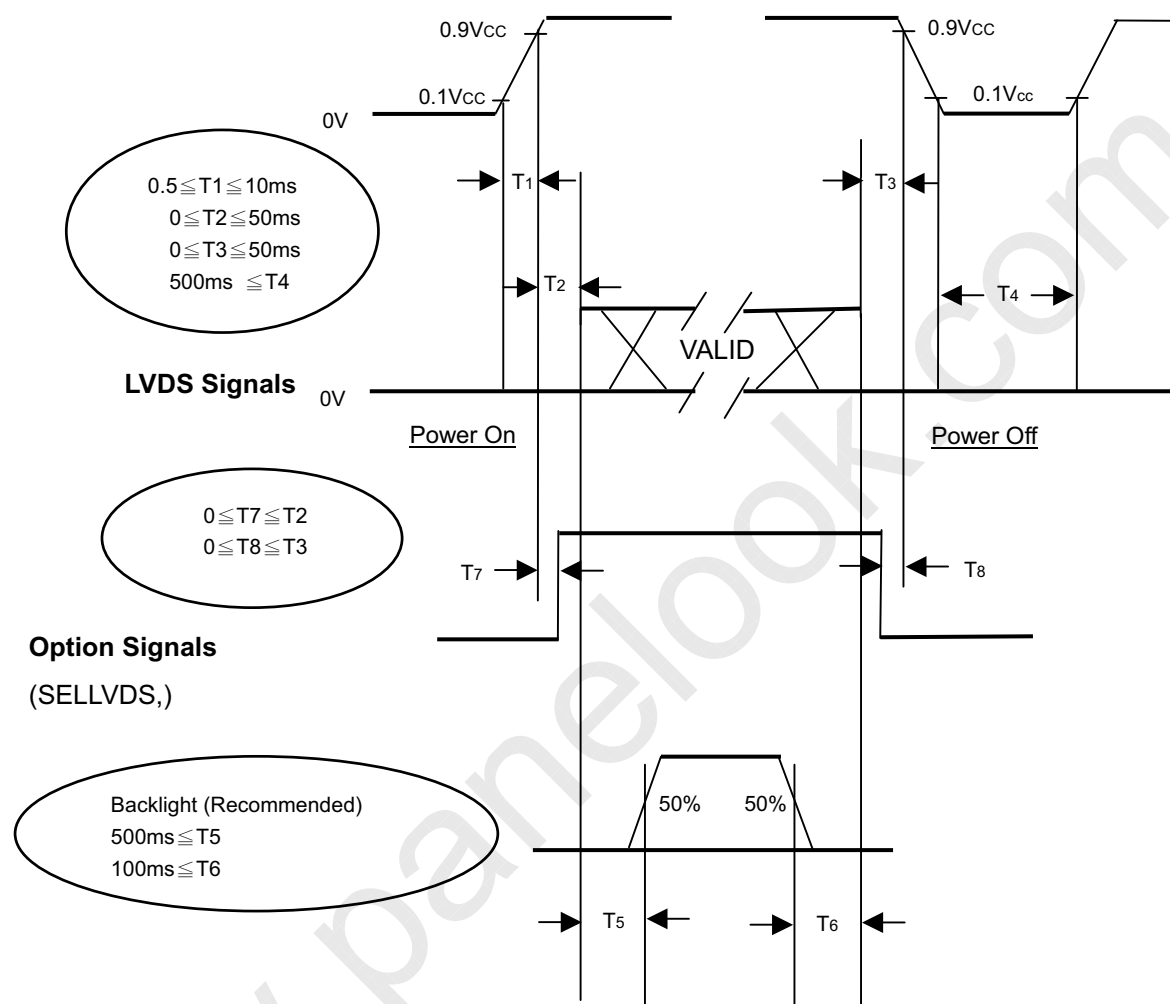 0.9Vcc
0.9Vcc
0.1Vcc
0.1Vcc
0V
0.5≦T1≦10ms
0≦T2≦50ms
0≦T3≦50ms
500ms ≦T4
T1
T3
T2
T4
VALID
LVDS Signals
0V
Power On
Power Off
0≦T7≦T2
0≦T8≦T3
T7
T8
Option Signals
(SELLVDS,)
Backlight (Recommended)
500ms≦T5
100ms≦T6
50%
50%
T5
T6
panelook.com